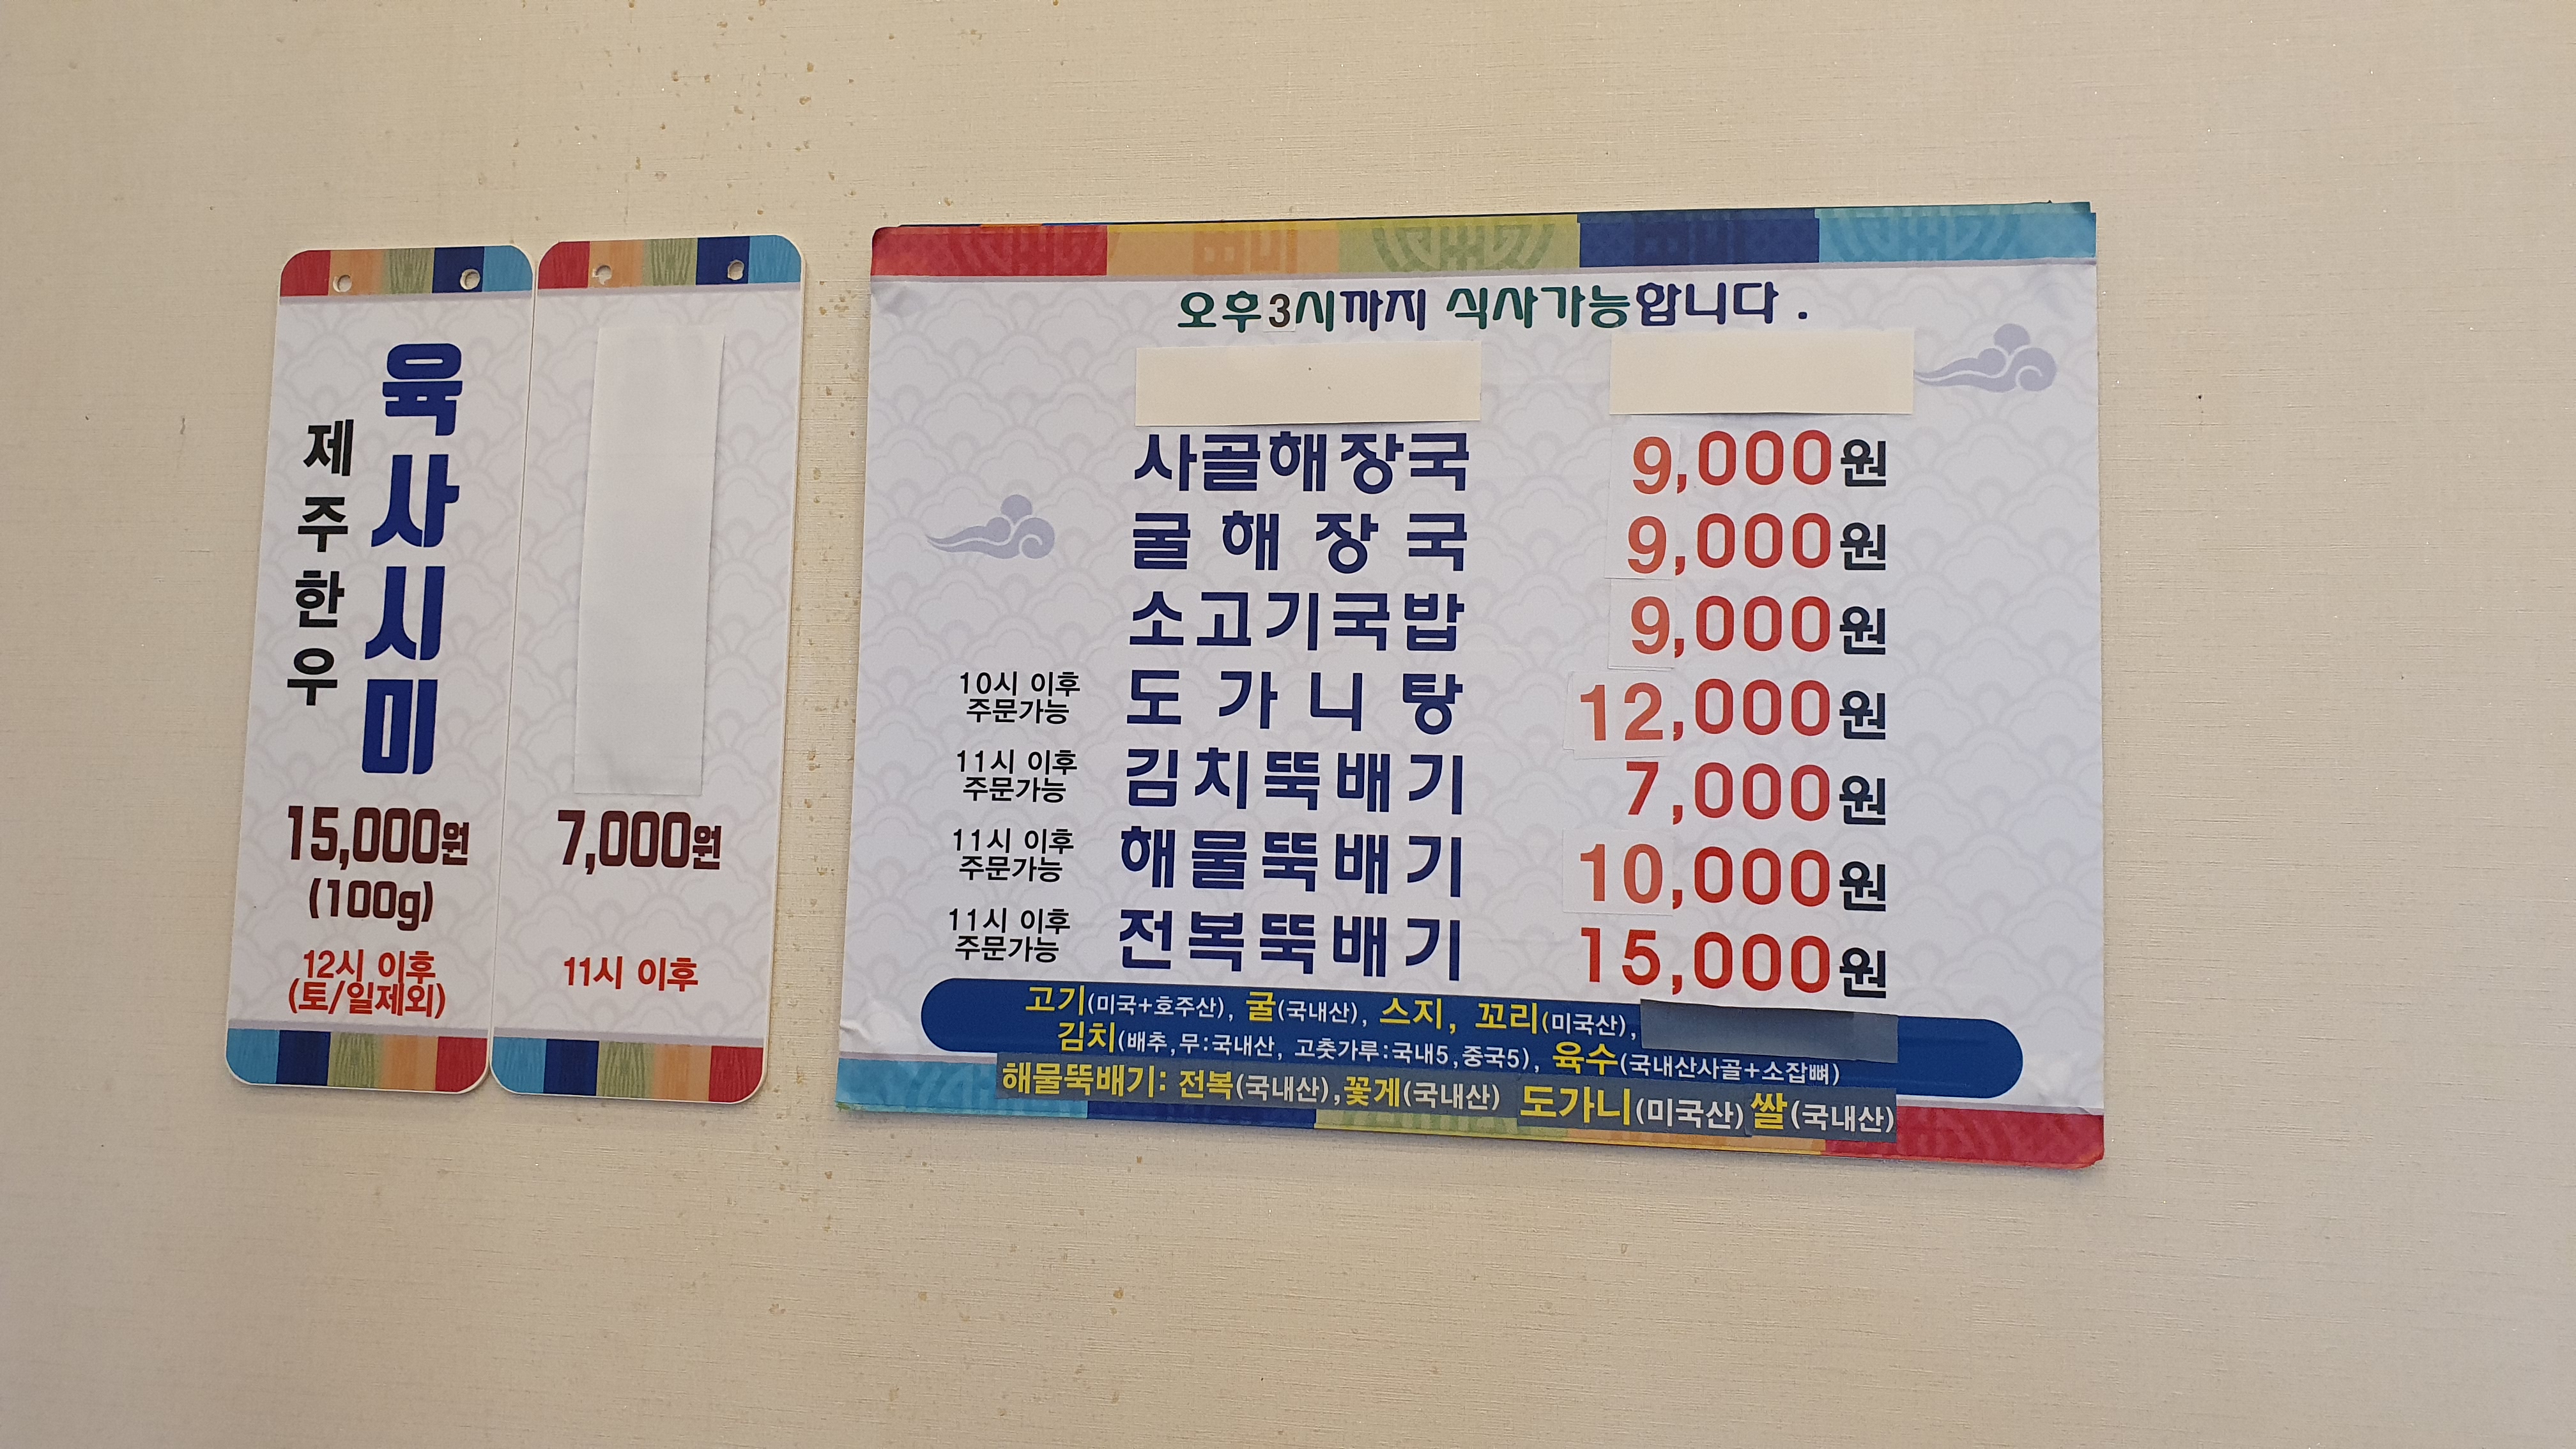 육사시미
제주한우
15,000원
(100g)
12시 이후
(토/일제외)
7,000원
11시 이후
오후3시까지 식사가능합니다.
사골해장국 9,000원
굴해장국 9,000원
소고기국밥 9,000원
10시 이후 주문가능 도가니탕 12,000원
11시 이후 주문가능 김치뚝배기 7,000원
11시 이후 주문가능 해물뚝배기 10,000원
11시 이후 주문가능 전복뚝배기 15,000원
고기(미국+호주산), 굴(국내산), 스지, 꼬리(미국산),
김치(배추,무:국내산, 고춧가루:국내5,중국5), 육수(국내산사골+소잡뼈)
해물뚝배기: 전복(국내산),꽃게(국내산) 도가니(미국산) 쌀(국내산)